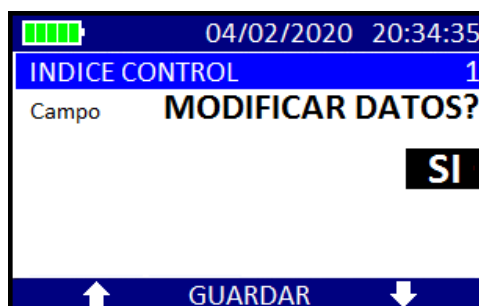 04/02/2020 20:34:35
INDICE CONTROL 1
Campo MODIFICAR DATOS?
SI
GUARDAR